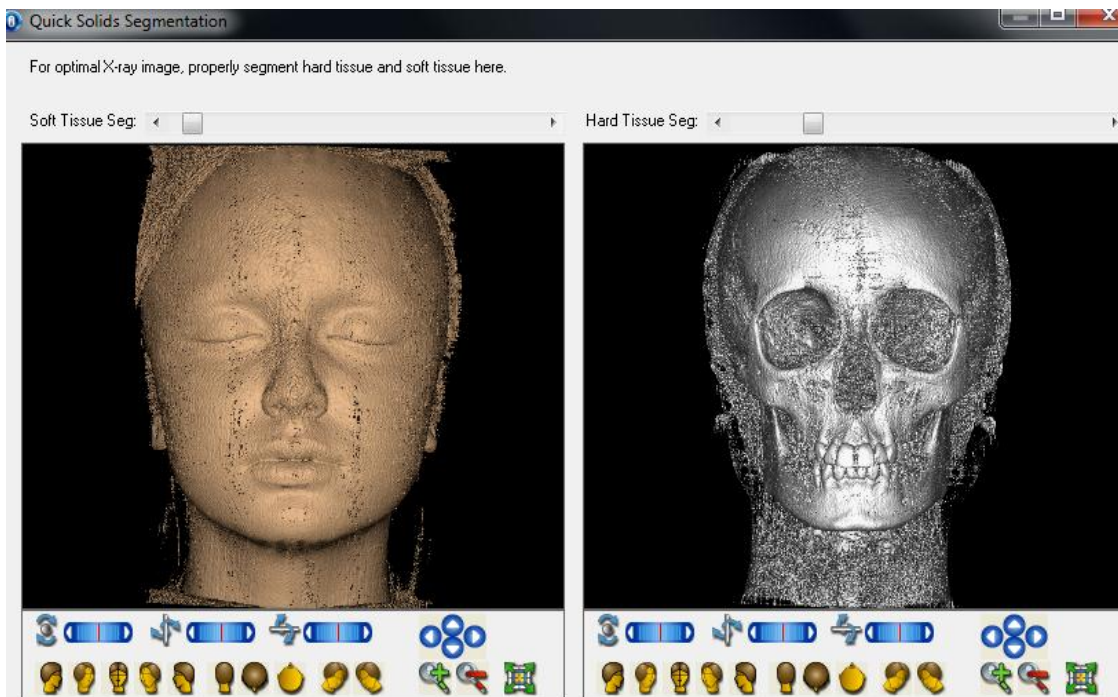 Quick Solids Segmentation
For optimal X-ray image, properly segment hard tissue and soft tissue here.
Soft Tissue Seg:
Hard Tissue Seg: